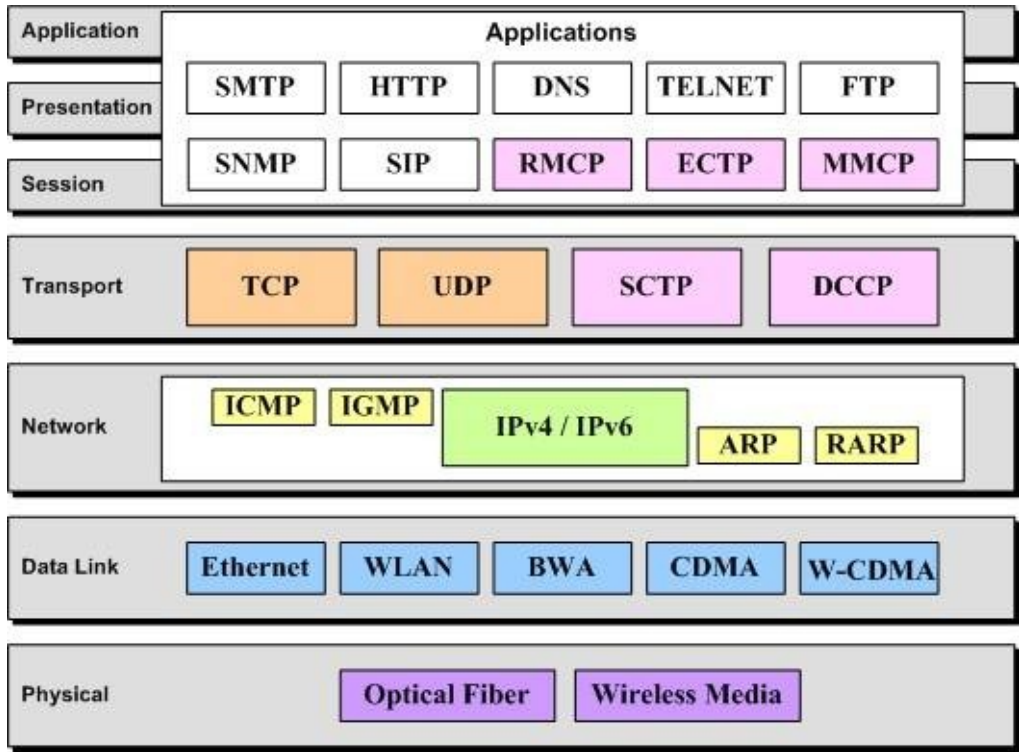 Application
Applications
SMTP HTTP DNS TELNET FTP
Presentation
SNMP SIP RMCP ECTP MMCP
Session
Transport
TCP UDP SCTP DCCP
Network
ICMP IGMP IPv4 / IPv6 ARP RARP
Data Link
Ethernet WLAN BWA CDMA W-CDMA
Physical
Optical Fiber Wireless Media